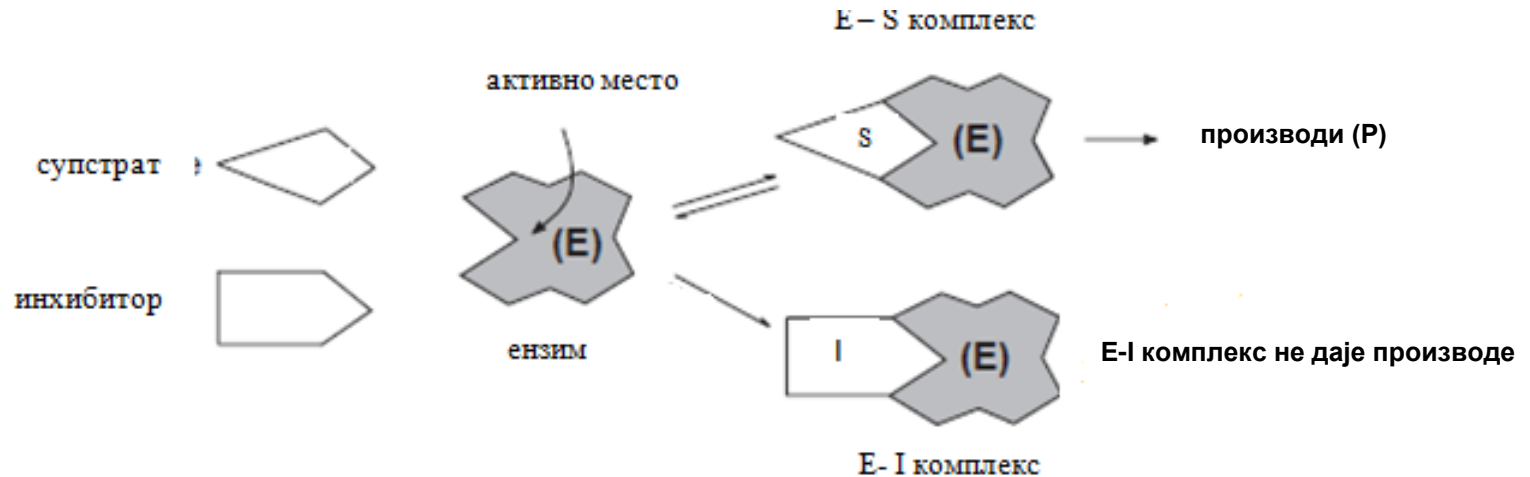 E – S комплекс
активно место
супстрат
S
(E)
производи (P)
(E)
инхибитор
ензим
I
(E)
E-I комплекс не даје производе
E- I комплекс